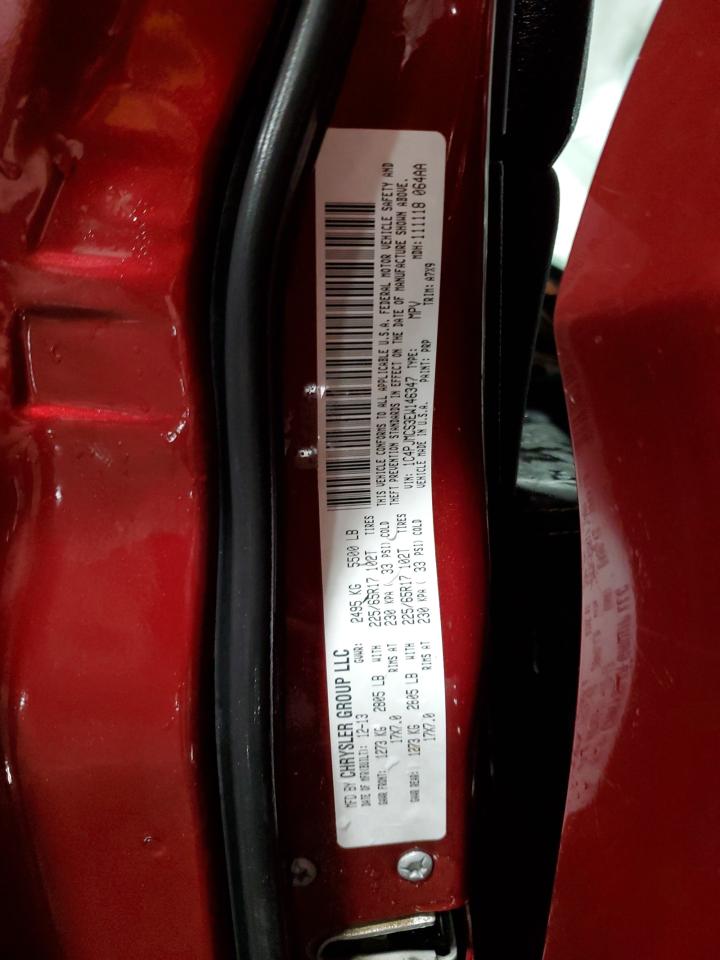 MFD BY CHRYSLER GROUP LLC
DATE OF MFR(BUILT): 12-13 GVWR: 2495 KG 5500 LB
GAWR FRONT: 1273 KG 2805 LB WITH 225/65R17 102T TIRES
17X7.0 RIMS AT 230 KPA ( 33 PSI) COLD
GAWR REAR: 1273 KG 2805 LB WITH 225/65R17 102T TIRES
17X7.0 RIMS AT 230 KPA ( 33 PSI) COLD
THIS VEHICLE CONFORMS TO ALL APPLICABLE U.S.A. FEDERAL MOTOR VEHICLE SAFETY AND
THEFT PREVENTION STANDARDS IN EFFECT ON THE DATE OF MANUFACTURE SHOWN ABOVE.
VIN: 1C4PJMCS3EW146347 TYPE: MPV MDH: 111118 064AA
VEHICLE MADE IN U.S.A. PAINT: PRP TRIM: A7X9